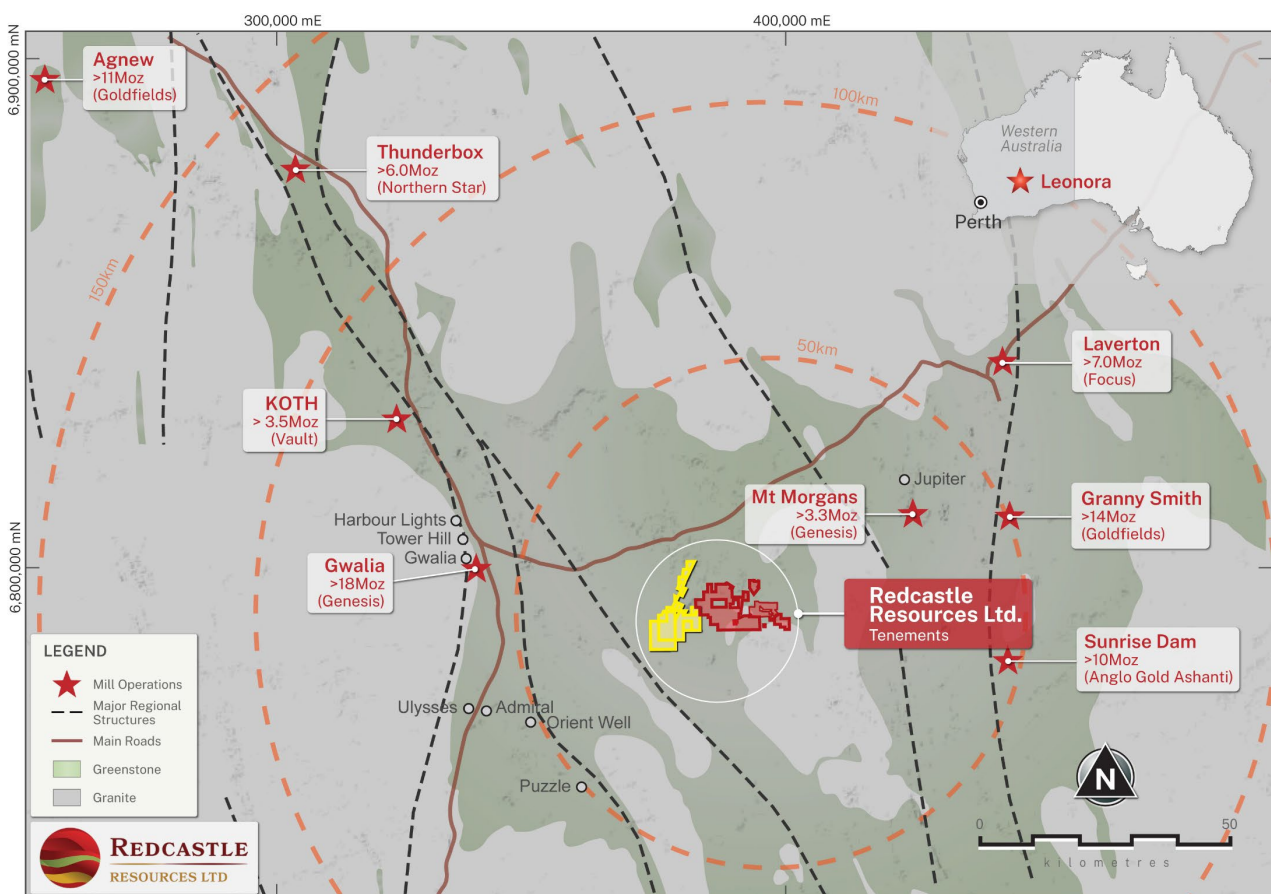 300,000 mE
400,000 mE
6,900,000 mN
6,800,000 mN
Agnew
>11Moz
(Goldfields)
Thunderbox
>6.0Moz
(Northern Star)
100km
150km
50km
Western
Australia
Leonora
Perth
Laverton
>7.0Moz
(Focus)
KOTH
> 3.5Moz
(Vault)
Jupiter
Mt Morgans
>3.3Moz
(Genesis)
Granny Smith
>14Moz
(Goldfields)
Harbour Lights
Tower Hill
Gwalia
Gwalia
>18Moz
(Genesis)
Redcastle
Resources Ltd.
Tenements
Sunrise Dam
>10Moz
(Anglo Gold Ashanti)
Ulysses
Admiral
Orient Well
Puzzle
LEGEND
Mill Operations
Major Regional
Structures
Main Roads
Greenstone
Granite
N
0
50
kilometres
REDCASTLE
RESOURCES LTD